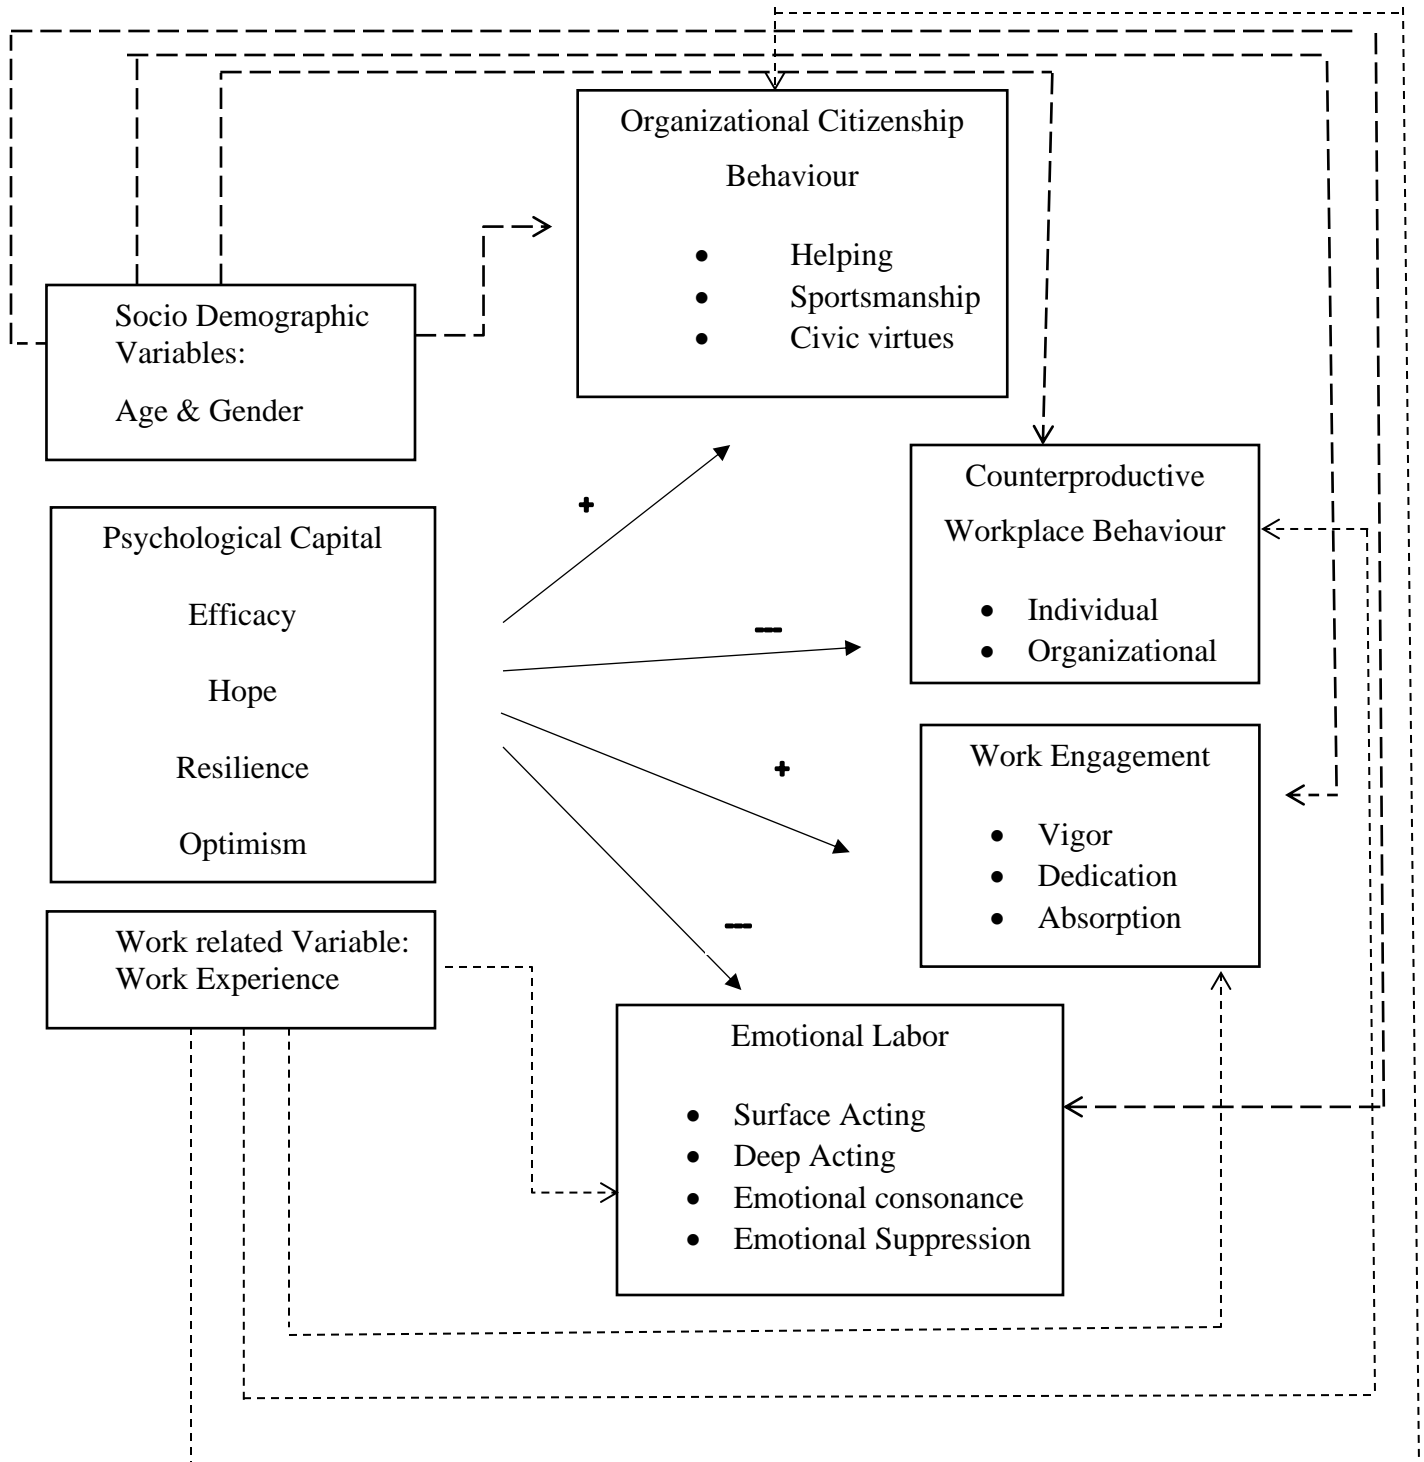 Organizational Citizenship
Behaviour
● Helping
● Sportsmanship
● Civic virtues
Socio Demographic
Variables:
Age & Gender
+
Counterproductive
Workplace Behaviour
● Individual
● Organizational
Psychological Capital
Efficacy
Hope
Resilience
Optimism
---
+
Work Engagement
● Vigor
● Dedication
● Absorption
---
Work related Variable:
Work Experience
Emotional Labor
● Surface Acting
● Deep Acting
● Emotional consonance
● Emotional Suppression